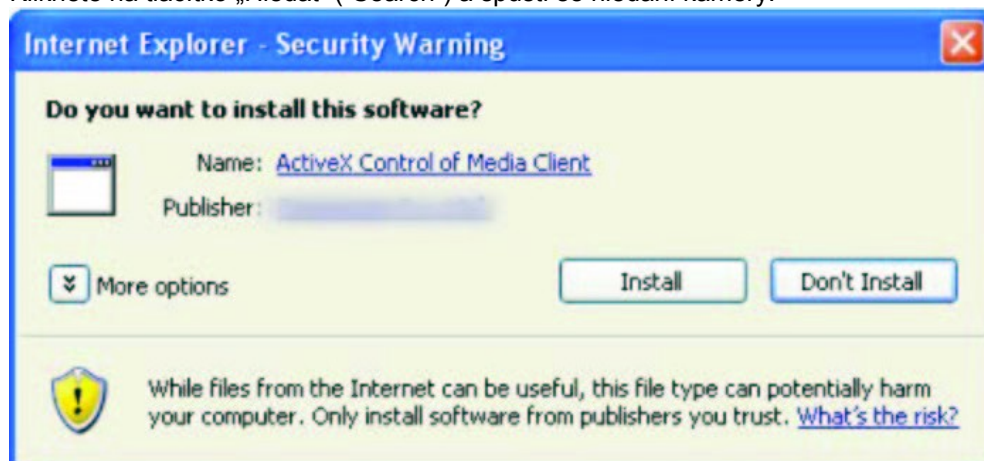 Internet Explorer - Security Warning
Do you want to install this software?
Name: ActiveX Control of Media Client
Publisher:
More options
Install
Don't Install
While files from the Internet can be useful, this file type can potentially harm
your computer. Only install software from publishers you trust. What's the risk?